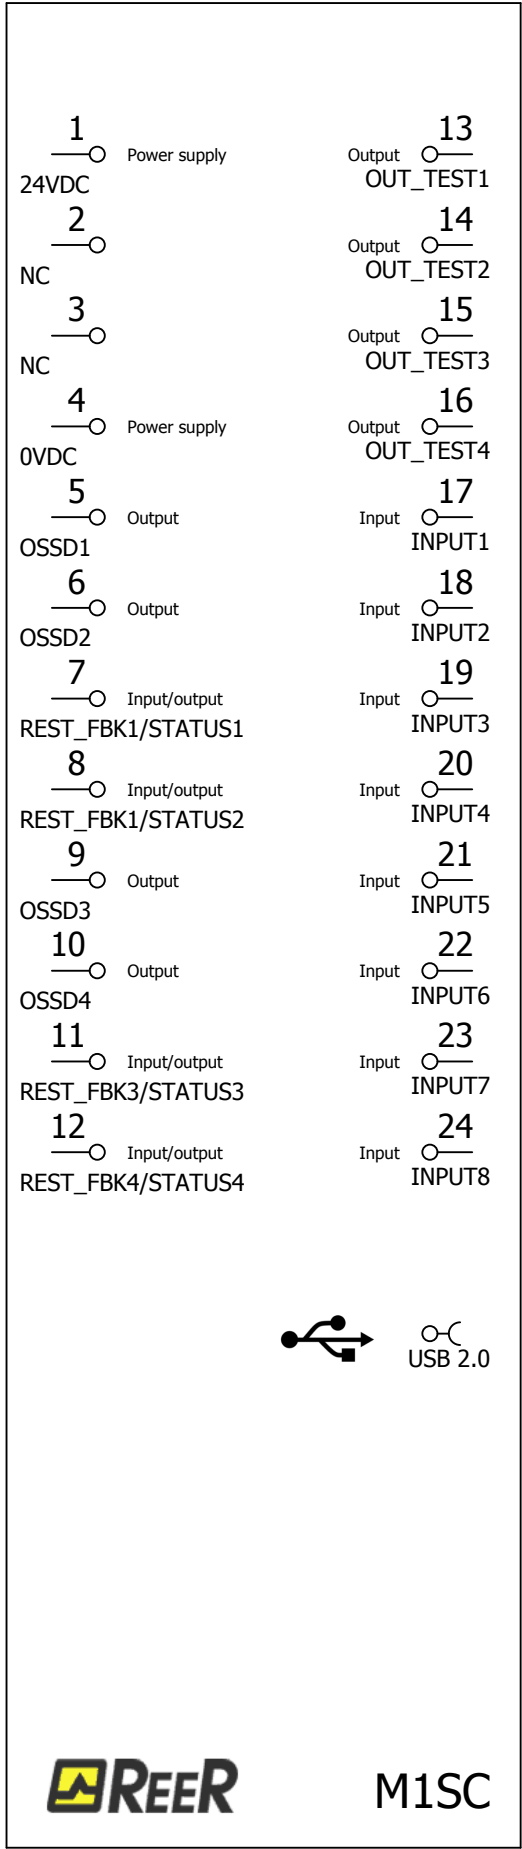 1 13
Power supply Output
24VDC OUT_TEST1
2 14
Output
NC OUT_TEST2
3 15
Output
NC OUT_TEST3
4 16
Power supply Output
0VDC OUT_TEST4
5 17
Output Input
OSSD1 INPUT1
6 18
Output Input
OSSD2 INPUT2
7 19
Input/output Input
REST_FBK1/STATUS1 INPUT3
8 20
Input/output Input
REST_FBK1/STATUS2 INPUT4
9 21
Output Input
OSSD3 INPUT5
10 22
Output Input
OSSD4 INPUT6
11 23
Input/output Input
REST_FBK3/STATUS3 INPUT7
12 24
Input/output Input
REST_FBK4/STATUS4 INPUT8
USB 2.0
REER M1SC